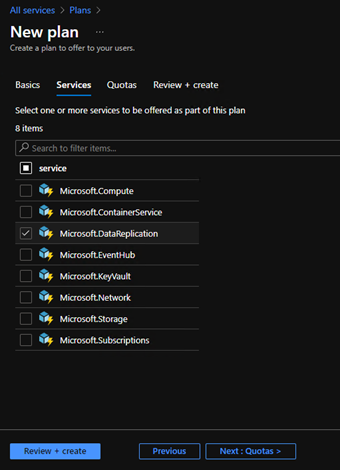 All services > Plans >
New plan ...
Create a plan to offer to your users.
Basics Services Quotas Review + create
Select one or more services to be offered as part of this plan
8 items
Search to filter items...
service
Microsoft.Compute
Microsoft.ContainerService
Microsoft.DataReplication
Microsoft.EventHub
Microsoft.KeyVault
Microsoft.Network
Microsoft.Storage
Microsoft.Subscriptions
Review + create Previous Next : Quotas >